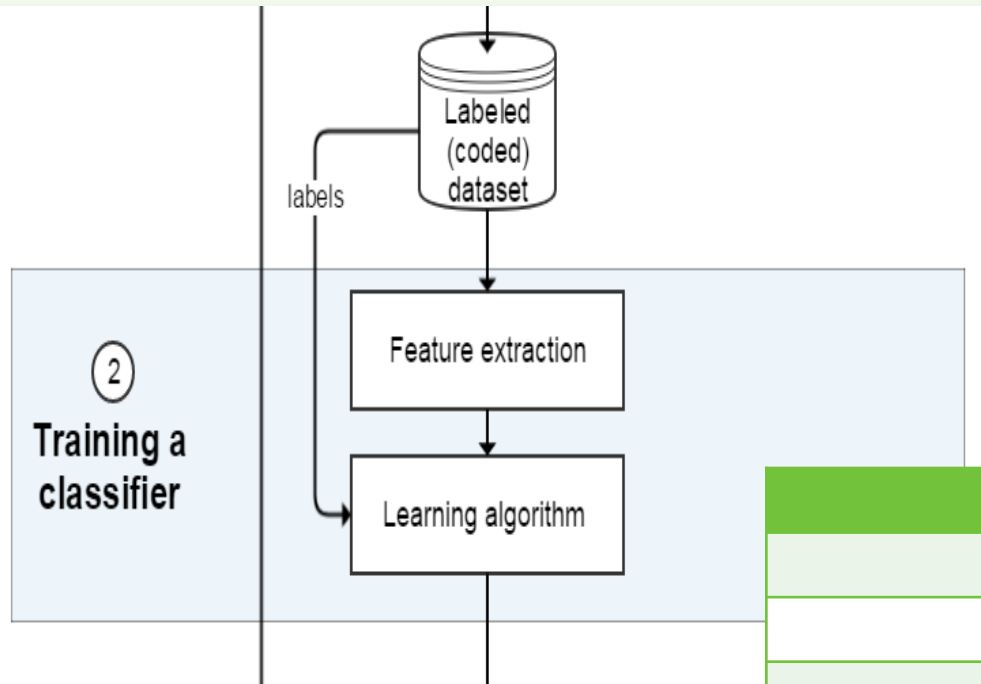 Labeled
(coded)
dataset
labels
Feature extraction
2
Training a
classifier
Learning algorithm